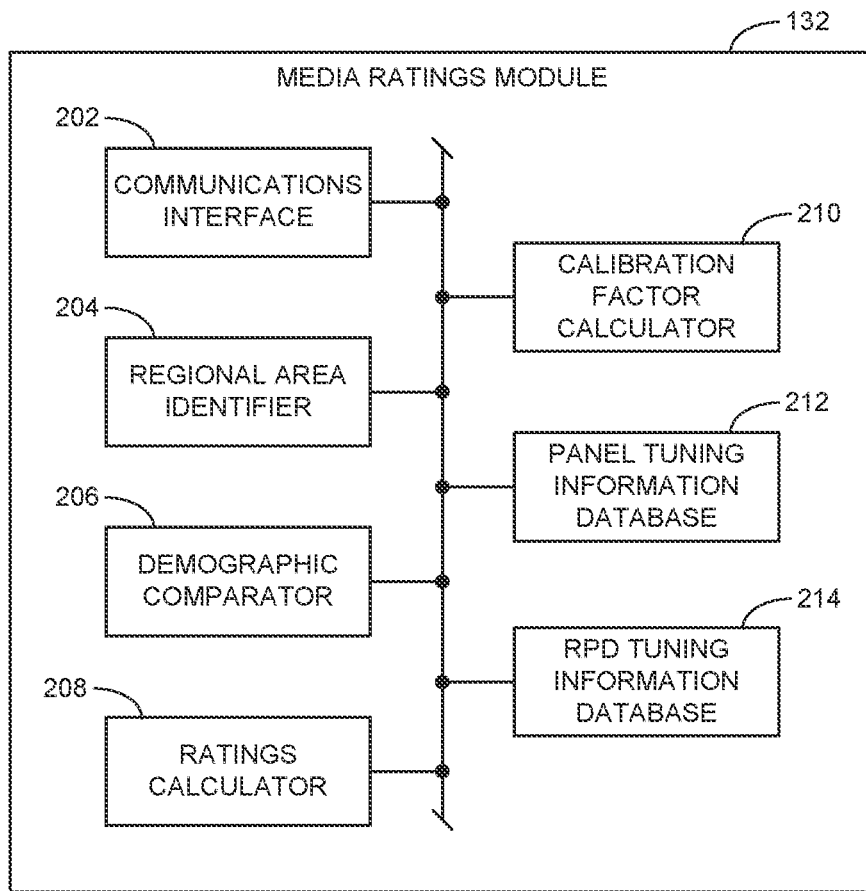 132
MEDIA RATINGS MODULE
202
COMMUNICATIONS
INTERFACE
210
CALIBRATION
FACTOR
CALCULATOR
204
REGIONAL AREA
IDENTIFIER
212
PANEL TUNING
INFORMATION
DATABASE
206
DEMOGRAPHIC
COMPARATOR
214
RPD TUNING
INFORMATION
DATABASE
208
RATINGS
CALCULATOR